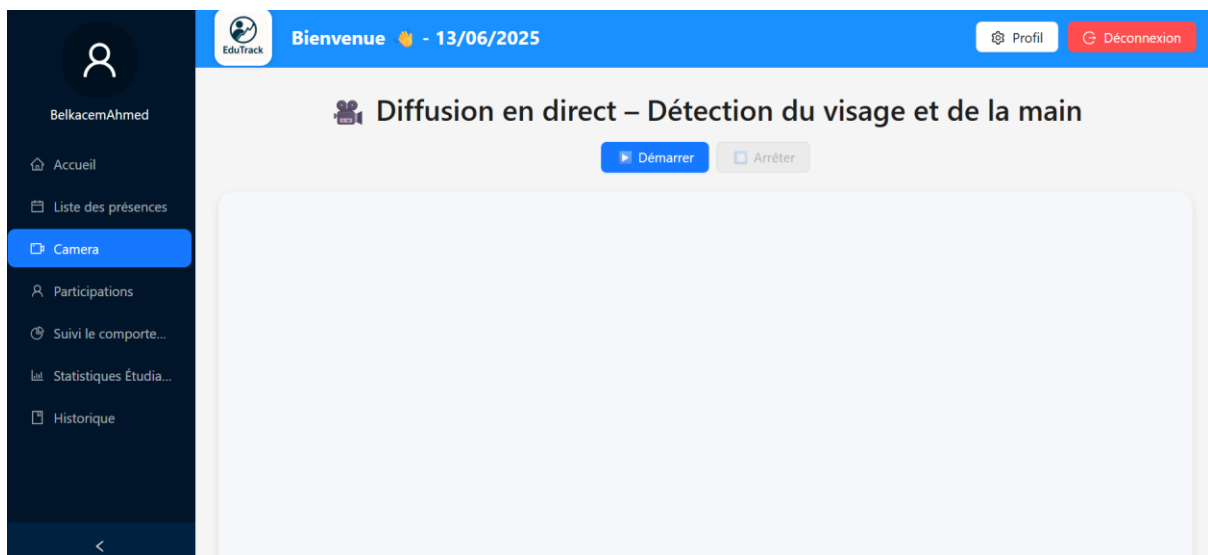 BelkacemAhmed
Accueil
Liste des présences
Camera
Participations
Suivi le comporte...
Statistiques Étudia...
Historique
EduTrack
Bienvenue 👋 - 13/06/2025
Profil
Déconnexion
Diffusion en direct – Détection du visage et de la main
Démarrer
Arrêter